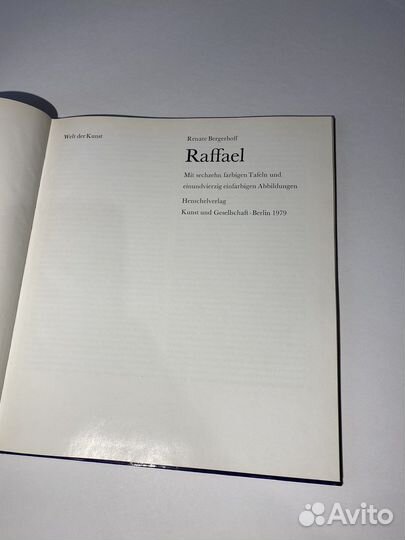 Welt der Kunst
Renate Bergerhoff
Raffael
Mit sechzehn farbigen Tafeln und
einundvierzig einfarbigen Abbildungen
Henschelverlag
Kunst und Gesellschaft · Berlin 1979
Avito